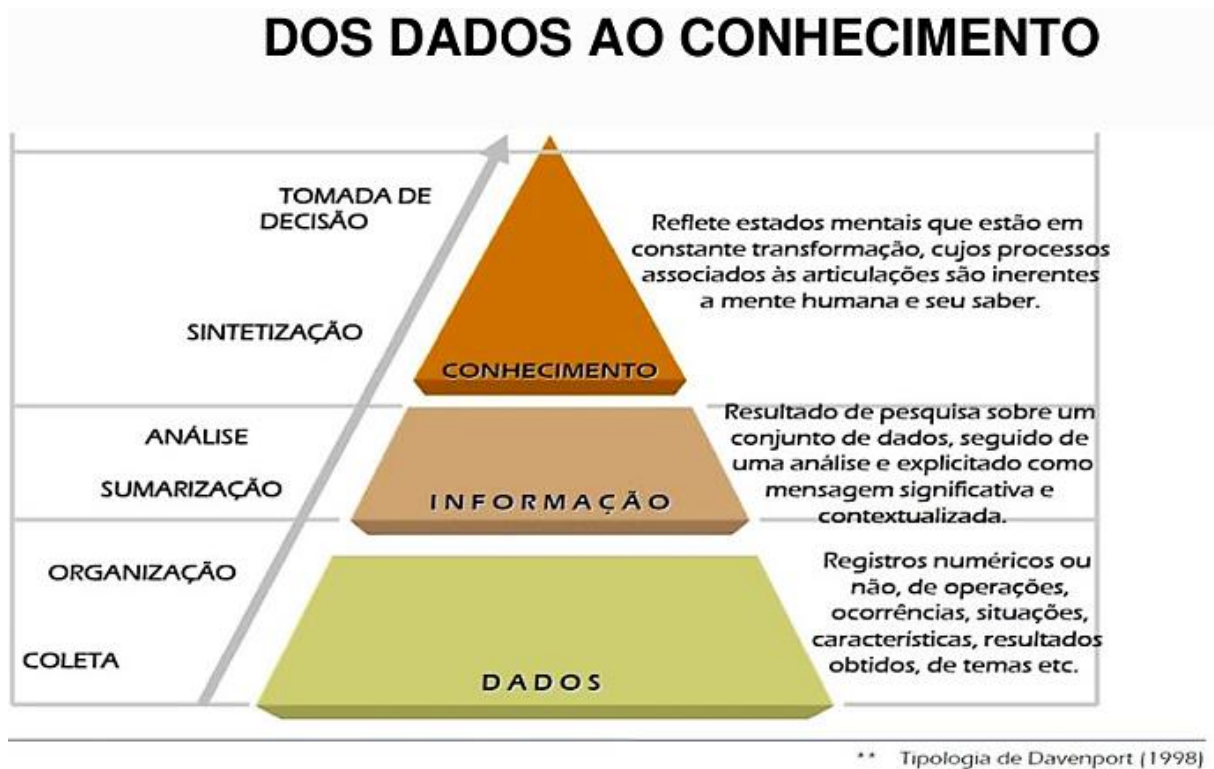 DOS DADOS AO CONHECIMENTO
TOMADA DE
DECISÃO
SINTETIZAÇÃO
Reflete estados mentais que estão em
constante transformação, cujos processos
associados às articulações são inerentes
a mente humana e seu saber.
CONHECIMENTO
ANÁLISE
SUMARIZAÇÃO
Resultado de pesquisa sobre um
conjunto de dados, seguido de
uma análise e explicitado como
mensagem significativa e
contextualizada.
INFORMAÇÃO
ORGANIZAÇÃO
COLETA
Registros numéricos ou
não, de operações,
ocorrências, situações,
características, resultados
obtidos, de temas etc.
DADOS
** Tipologia de Davenport (1998)